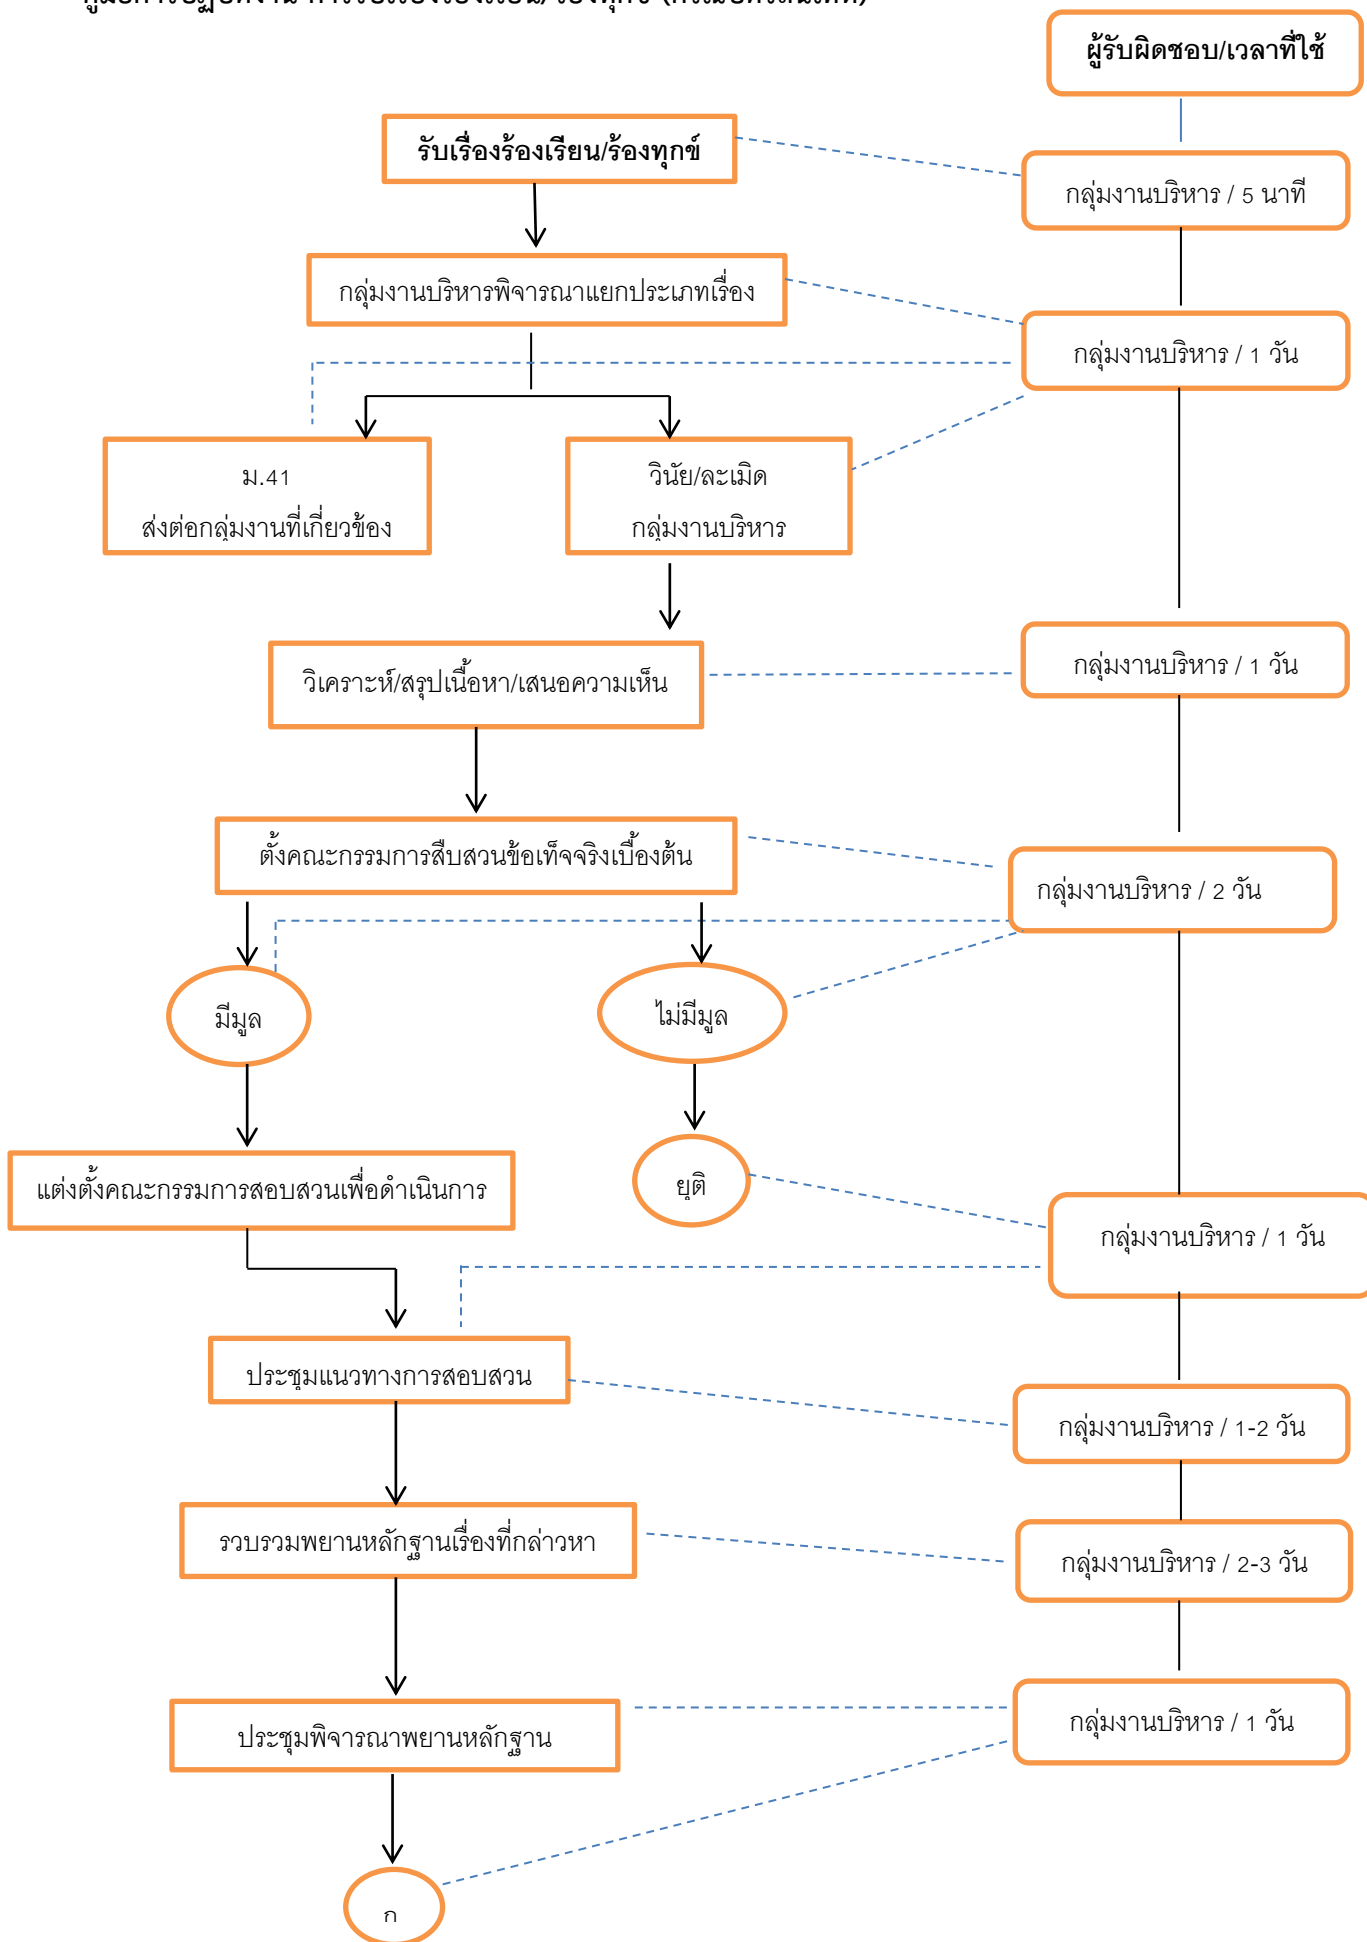 ผู้รับผิดชอบ/เวลาที่ใช้
รับเรื่องร้องเรียน/ร้องทุกข์
กลุ่มงานบริหาร / 5 นาที
กลุ่มงานบริหารพิจารณาแยกประเภทเรื่อง
กลุ่มงานบริหาร / 1 วัน
ม.41
ส่งต่อกลุ่มงานที่เกี่ยวข้อง
วินัย/ละเมิด
กลุ่มงานบริหาร
วิเคราะห์/สรุปเนื้อหา/เสนอความเห็น
กลุ่มงานบริหาร / 1 วัน
ตั้งคณะกรรมการสืบสวนข้อเท็จจริงเบื้องต้น
กลุ่มงานบริหาร / 2 วัน
มีมูล
ไม่มีมูล
แต่งตั้งคณะกรรมการสอบสวนเพื่อดำเนินการ
ยุติ
กลุ่มงานบริหาร / 1 วัน
ประชุมแนวทางการสอบสวน
กลุ่มงานบริหาร / 1-2 วัน
รวบรวมพยานหลักฐานเรื่องที่กล่าวหา
กลุ่มงานบริหาร / 2-3 วัน
ประชุมพิจารณาพยานหลักฐาน
กลุ่มงานบริหาร / 1 วัน
ก